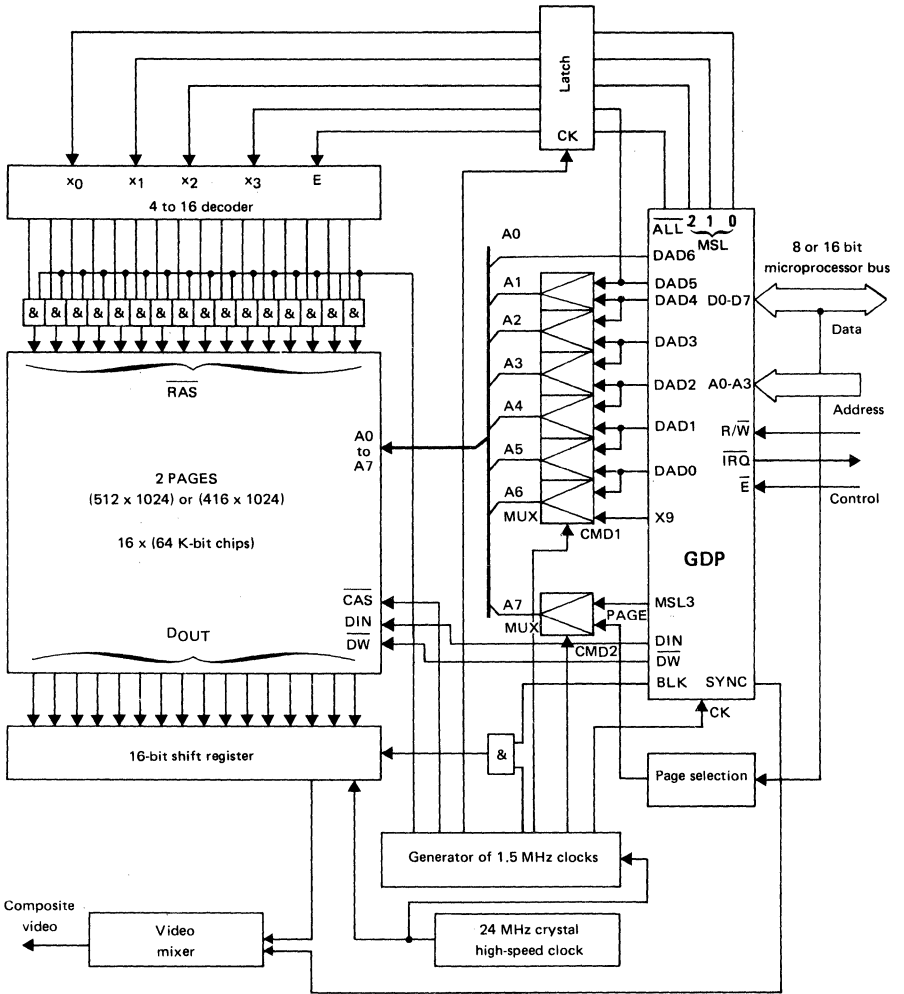 Latch
CK
x0 x1 x2 x3 E
4 to 16 decoder
& & & & & & & & & & & & & & & &
RAS
2 PAGES
(512 x 1024) or (416 x 1024)
16 x (64 K-bit chips)
A0
to
A7
CAS
DIN
DW
DOUT
16-bit shift register
&
A0
A1
A2
A3
A4
A5
A6
MUX
CMD1
A7
MUX
PAGE
CMD2
ALL 2 1 0
MSL
DAD6
DAD5
DAD4 D0-D7
DAD3
DAD2 A0-A3
DAD1
R/W
DAD0 IRQ
E
X9
GDP
MSL3
DIN
DW
BLK SYNC
CK
8 or 16 bit
microprocessor bus
Data
Address
Control
Page selection
Generator of 1.5 MHz clocks
24 MHz crystal
high-speed clock
Composite
video
Video
mixer